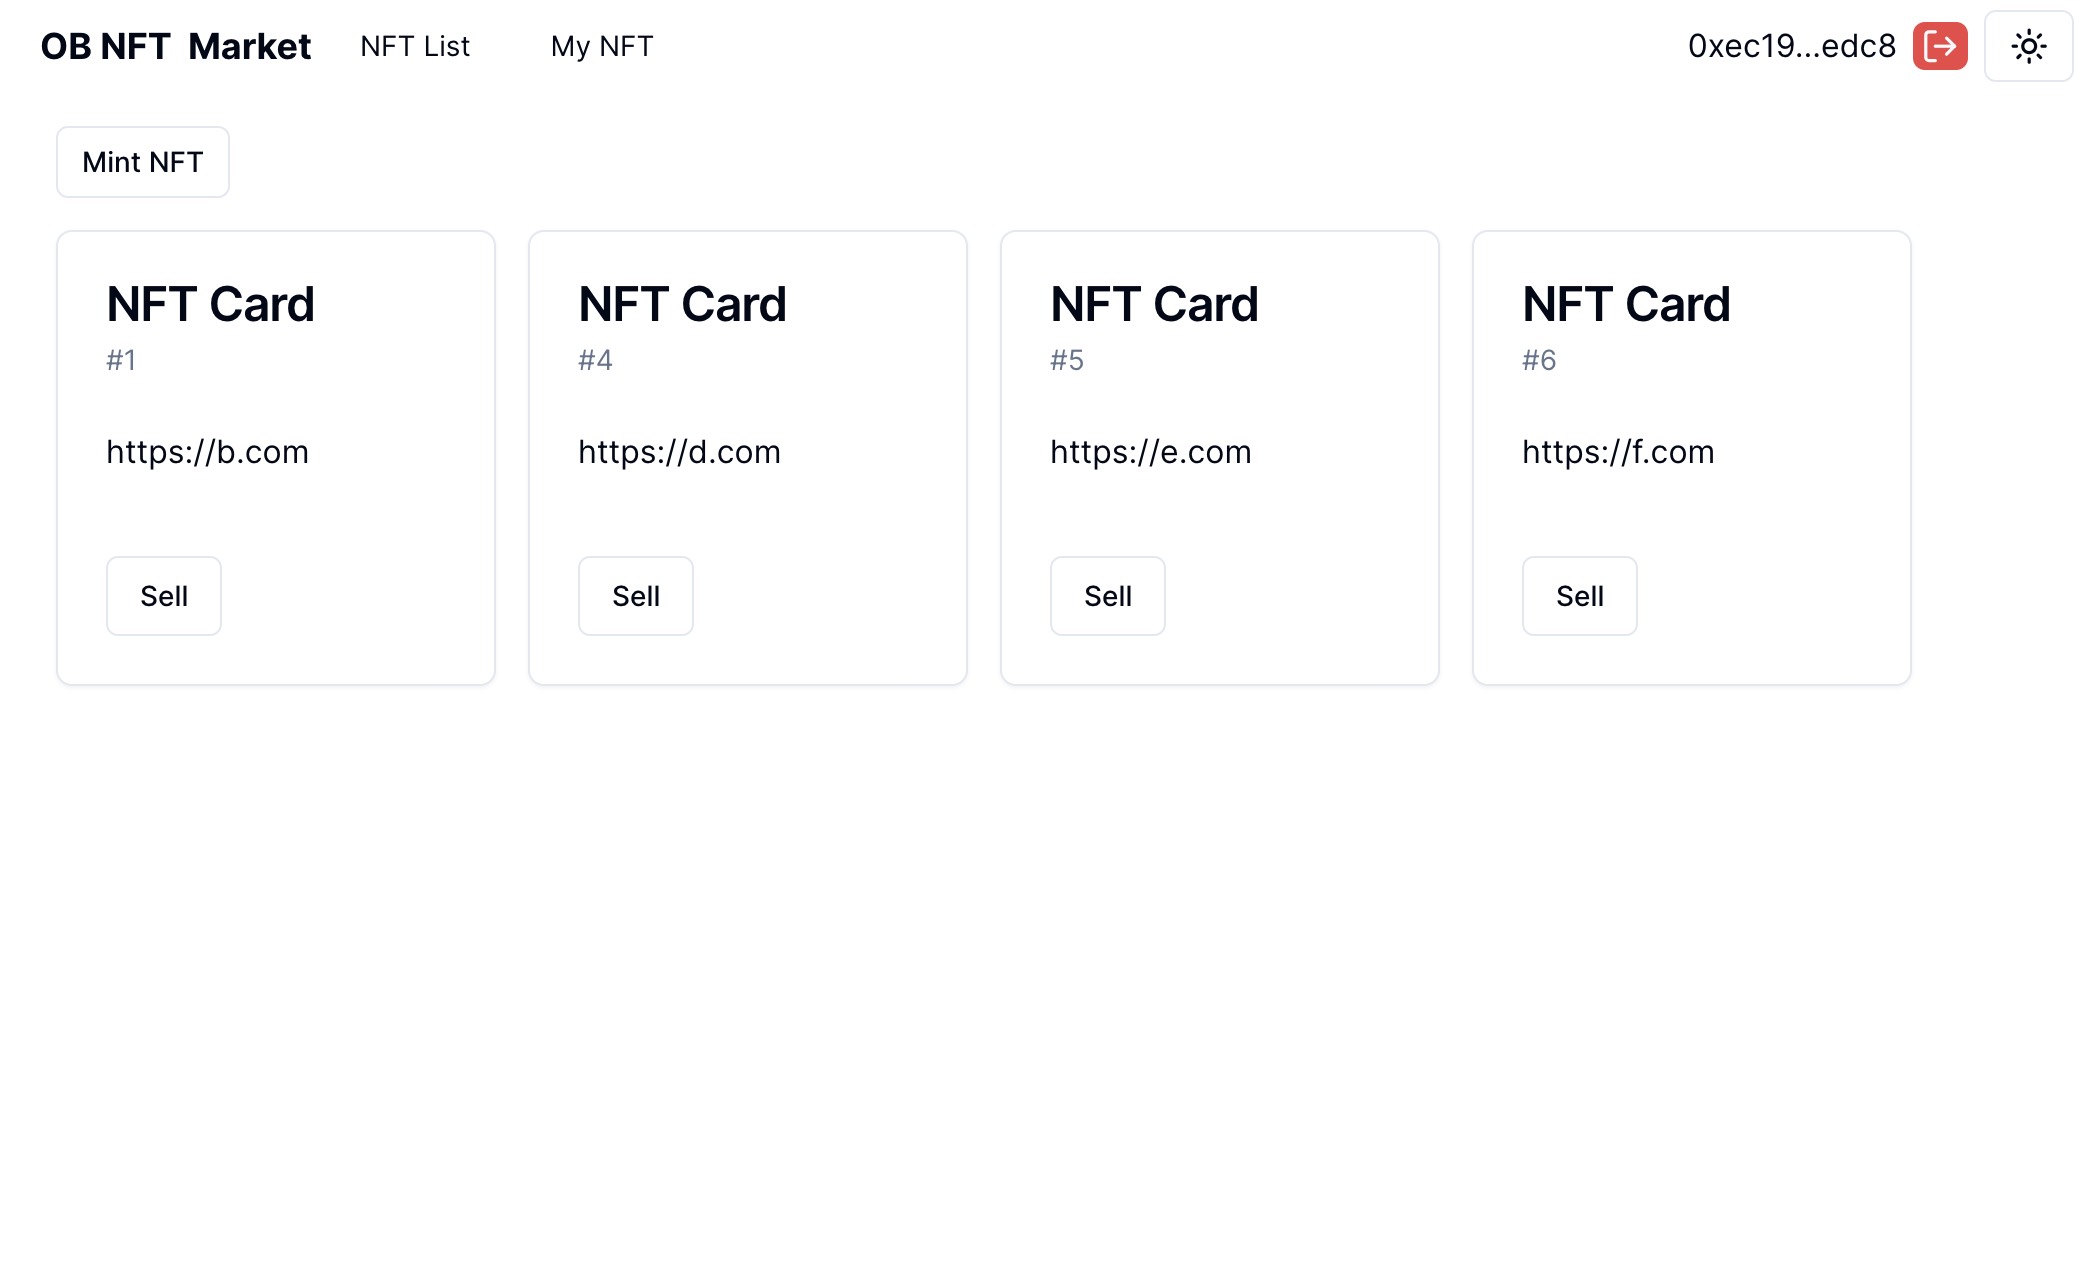 OB NFT  Market NFT List My NFT 0xec19...edc8
Mint NFT
NFT Card
#1
https://b.com
Sell
NFT Card
#4
https://d.com
Sell
NFT Card
#5
https://e.com
Sell
NFT Card
#6
https://f.com
Sell